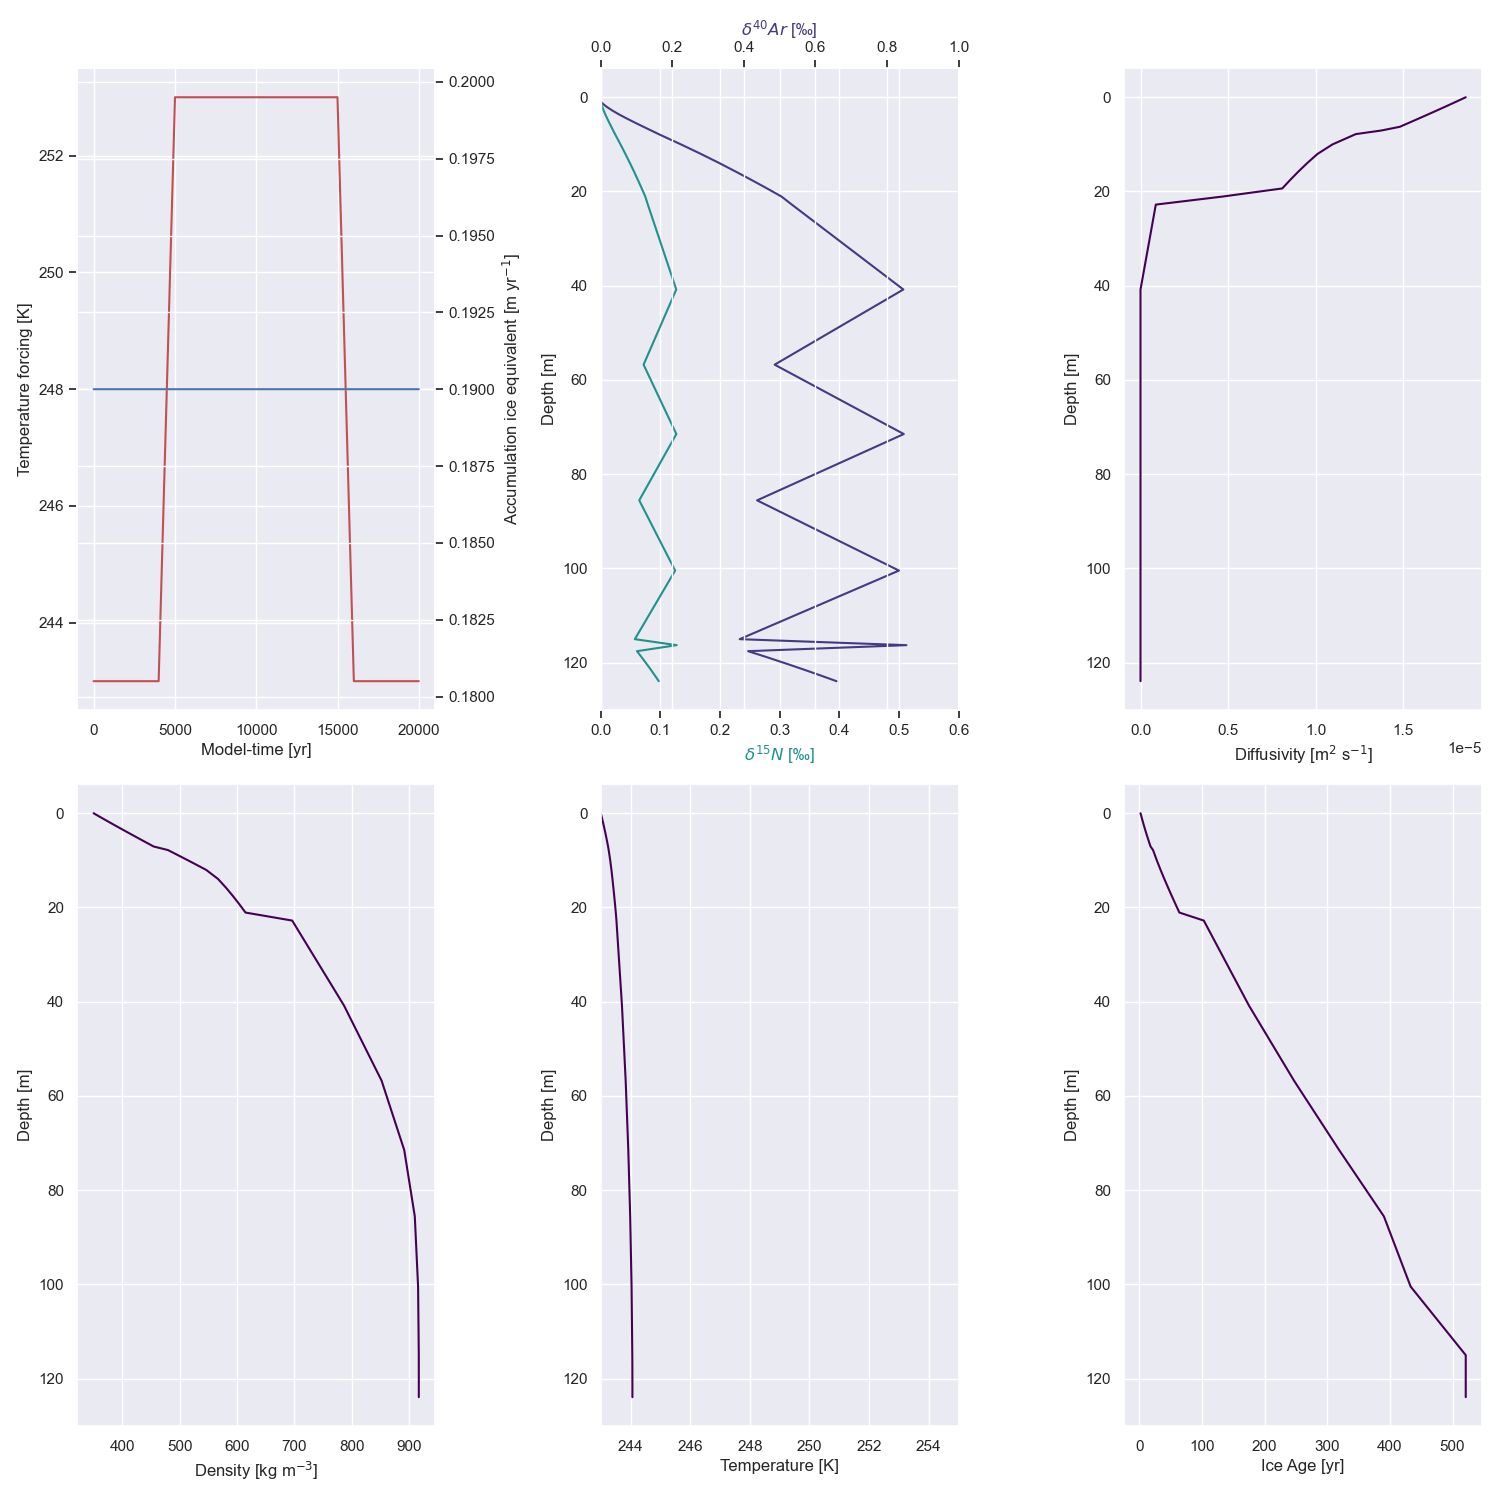 δ⁴⁰Ar [‰]
0.0 0.2 0.4 0.6 0.8 1.0
252
250
248
246
244
Temperature forcing [K]
0.2000
0.1975
0.1950
0.1925
0.1900
0.1875
0.1850
0.1825
0.1800
Accumulation ice equivalent [m yr⁻¹]
0 5000 10000 15000 20000
Model-time [yr]
0
20
40
60
80
100
120
Depth [m]
0.0 0.1 0.2 0.3 0.4 0.5 0.6
δ¹⁵N [‰]
0
20
40
60
80
100
120
Depth [m]
0.0 0.5 1.0 1.5
1e−5
Diffusivity [m² s⁻¹]
0
20
40
60
80
100
120
Depth [m]
400 500 600 700 800 900
Density [kg m⁻³]
0
20
40
60
80
100
120
Depth [m]
244 246 248 250 252 254
Temperature [K]
0
20
40
60
80
100
120
Depth [m]
0 100 200 300 400 500
Ice Age [yr]